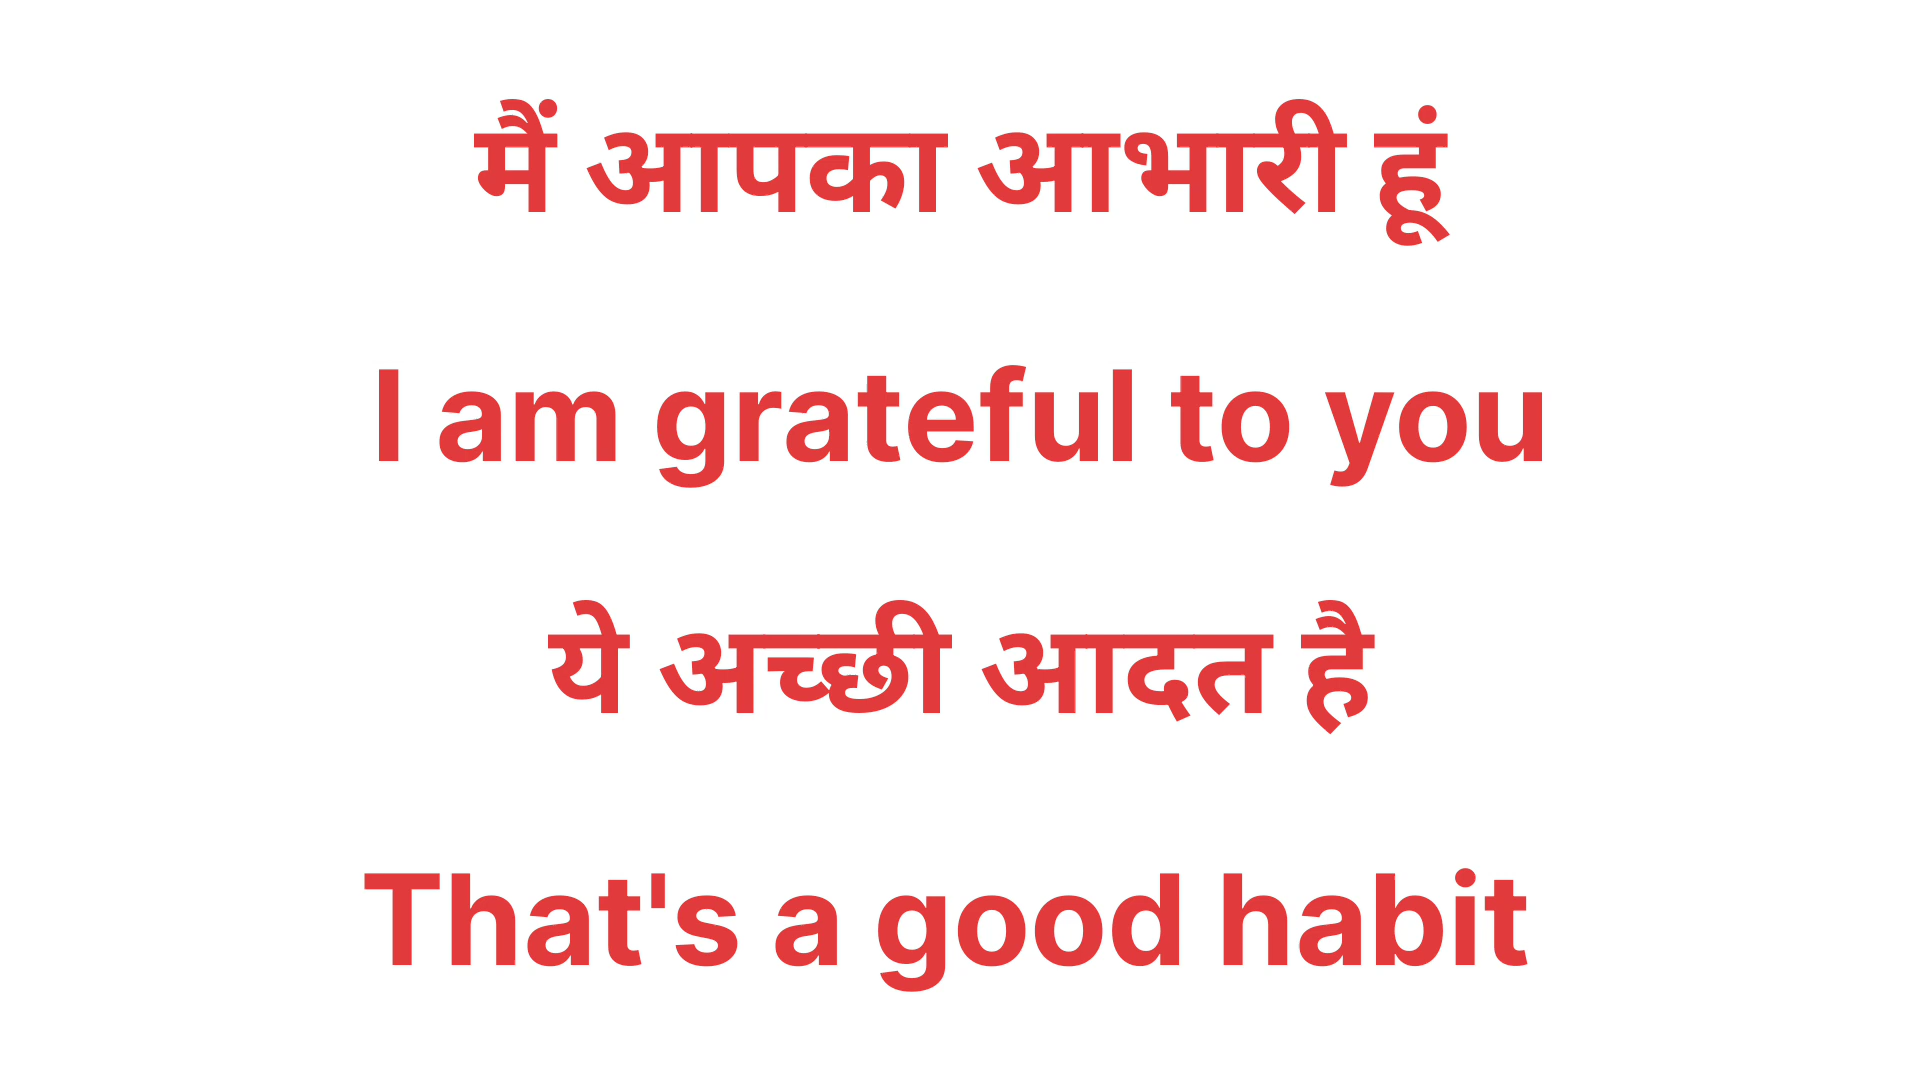 मैं आपका आभारी हूं
I am grateful to you
ये अच्छी आदत है
That's a good habit